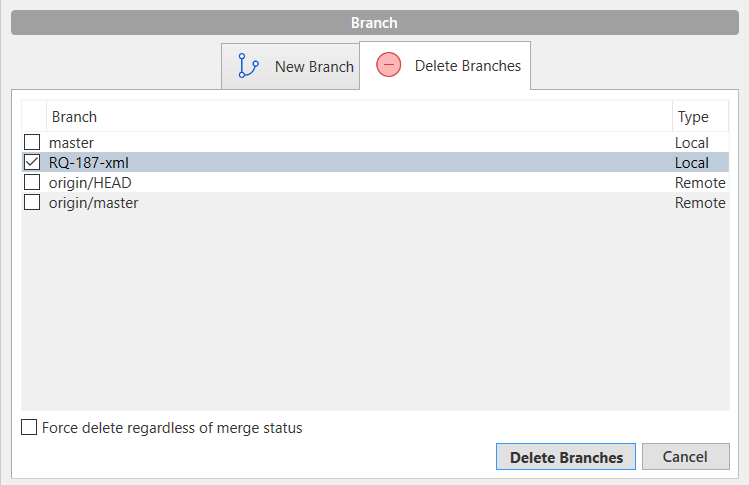 Branch
New Branch
Delete Branches
Branch Type
master Local
RQ-187-xml Local
origin/HEAD Remote
origin/master Remote
Force delete regardless of merge status
Delete Branches Cancel